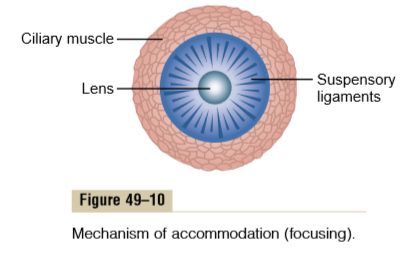 Ciliary muscle
Lens
Suspensory
ligaments
Figure 49–10
Mechanism of accommodation (focusing).